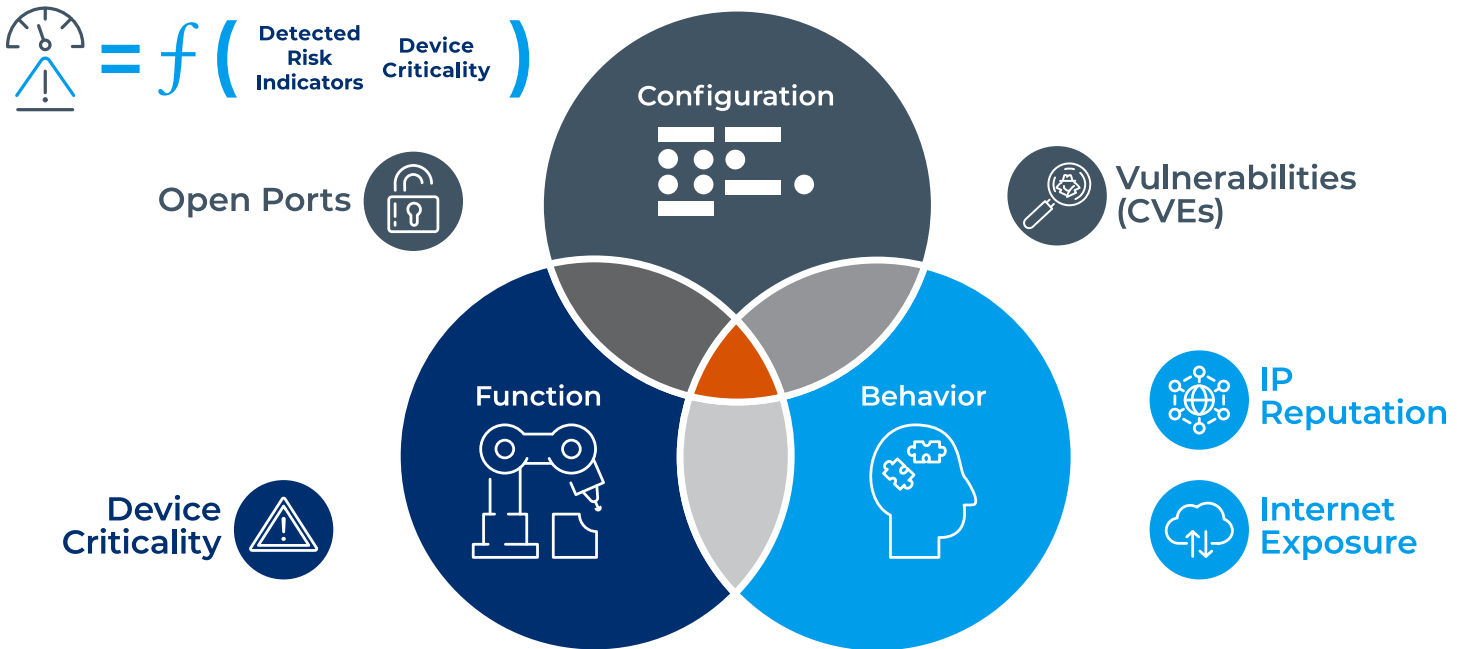 = f ( Detected Risk Indicators Device Criticality )
Configuration
Open Ports
Vulnerabilities
(CVEs)
Function
Behavior
IP
Reputation
Device
Criticality
Internet
Exposure